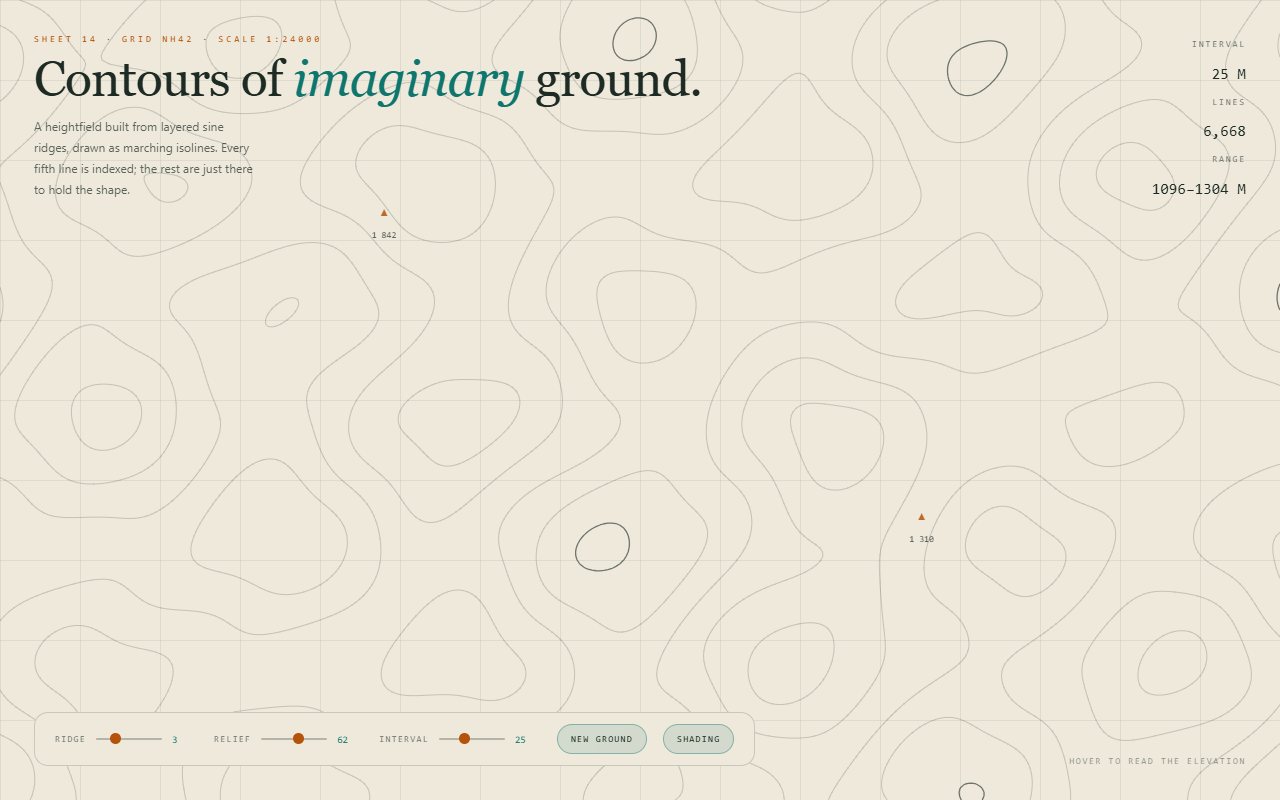 SHEET 14 · GRID NH42 · SCALE 1:24000
Contours of imaginary ground.
A heightfield built from layered sine
ridges, drawn as marching isolines. Every
fifth line is indexed; the rest are just there
to hold the shape.
INTERVAL
25 M
LINES
6,668
RANGE
1096–1304 M
▲
1 842
▲
1 310
RIDGE 3 RELIEF 62 INTERVAL 25 NEW GROUND SHADING
HOVER TO READ THE ELEVATION